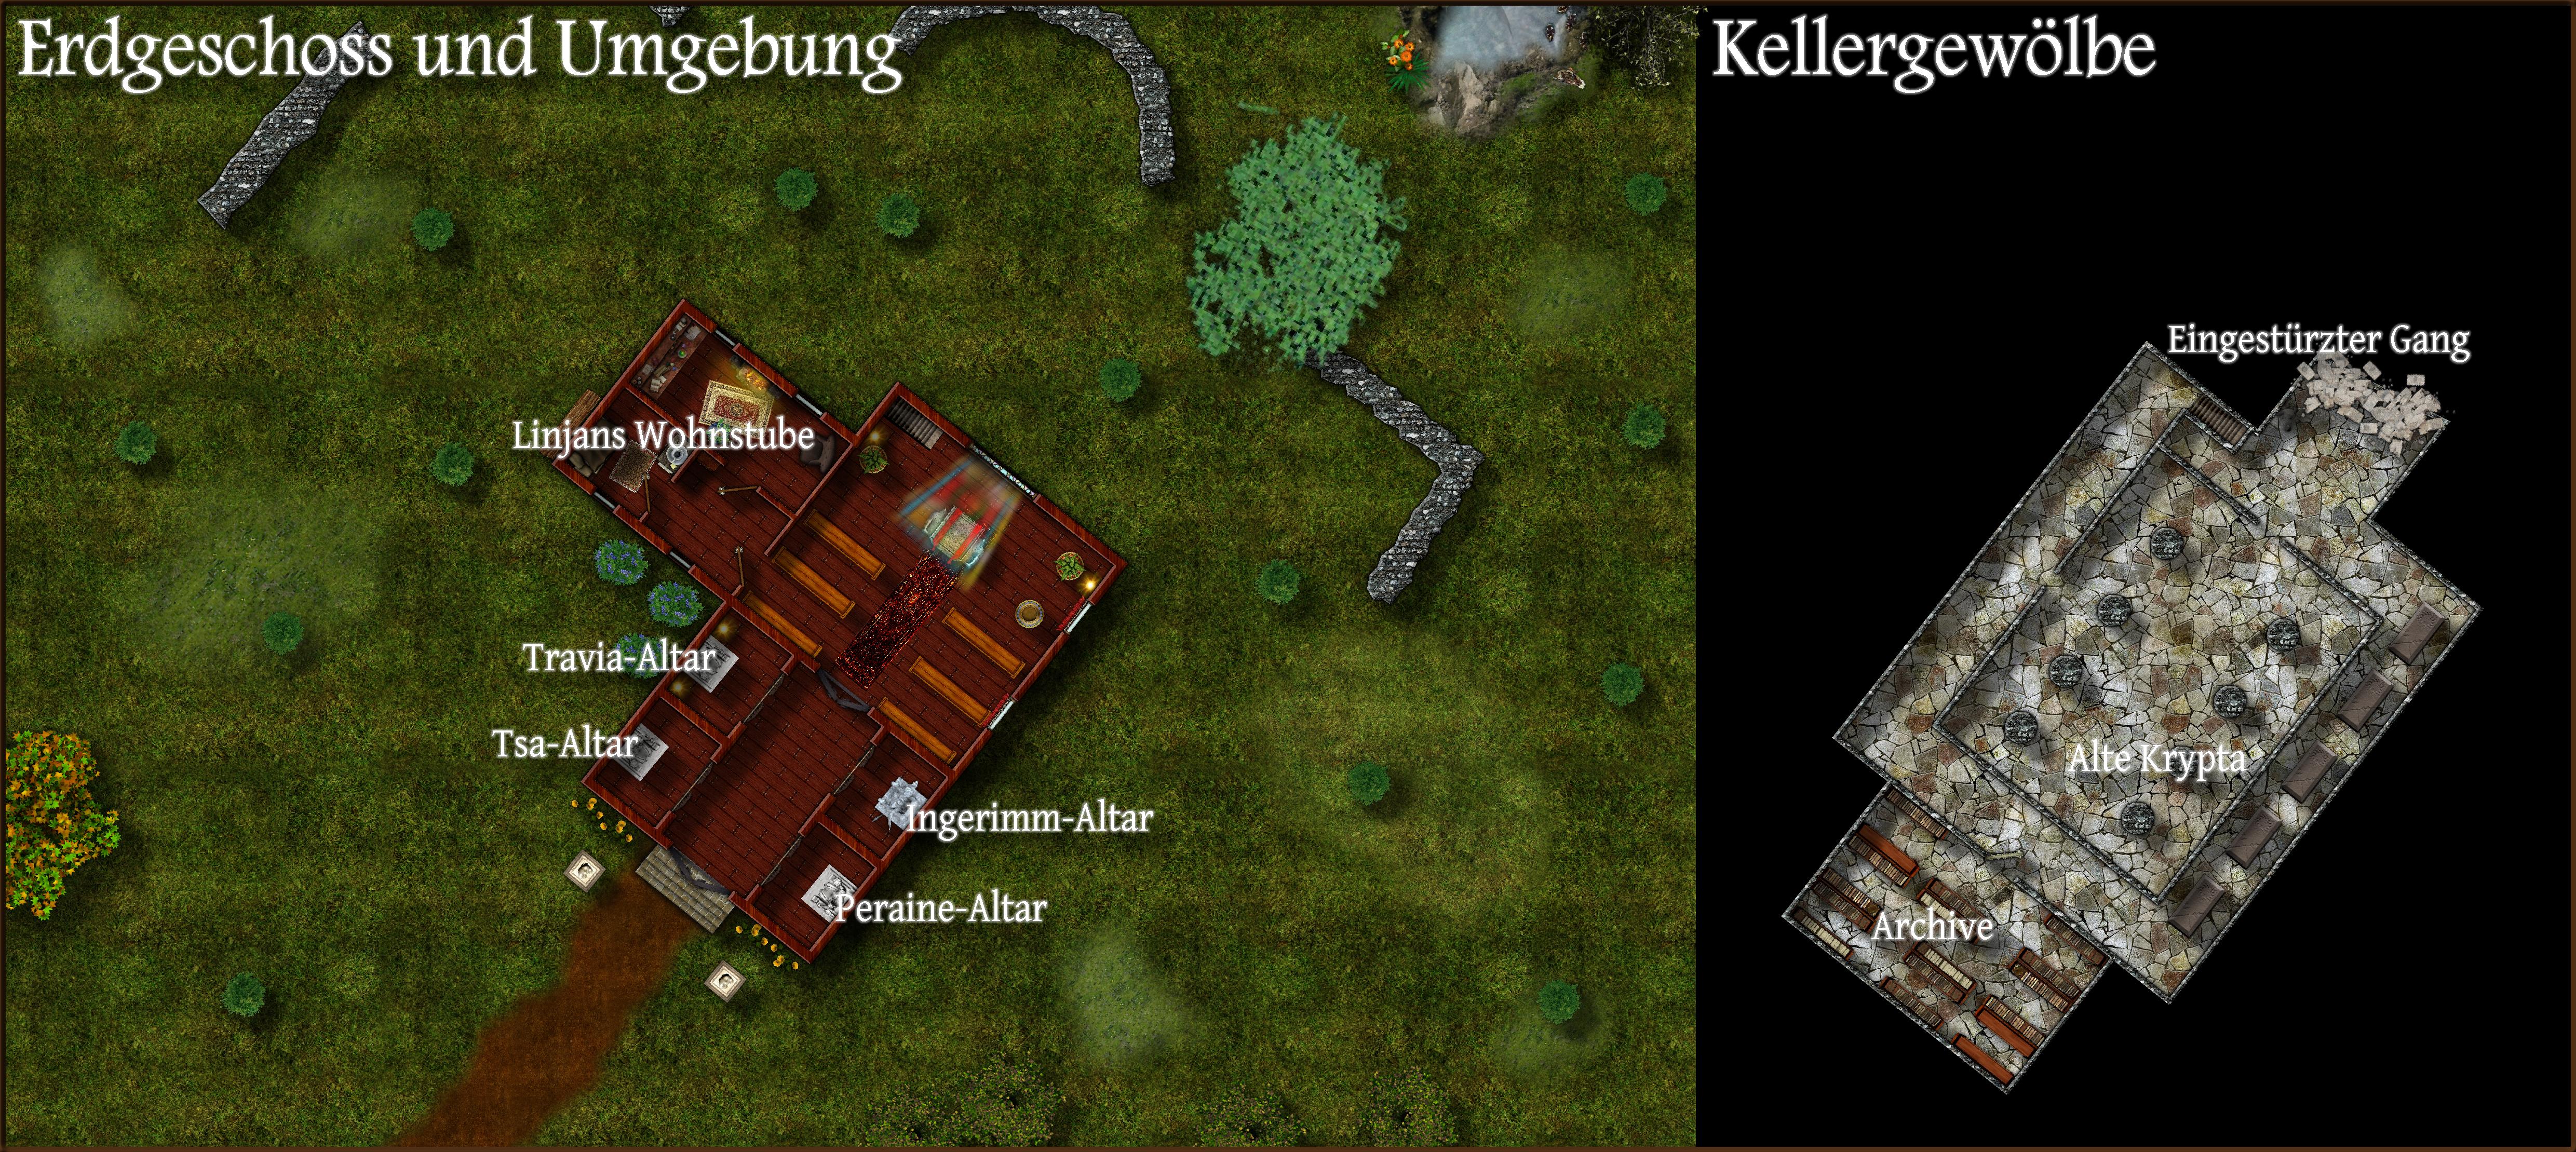 Erdgeschoss und Umgebung
Kellergewölbe
Eingestürzter Gang
Linjans Wohnstube
Travia-Altar
Tsa-Altar
Alte Krypta
Ingerimm-Altar
Peraine-Altar
Archive